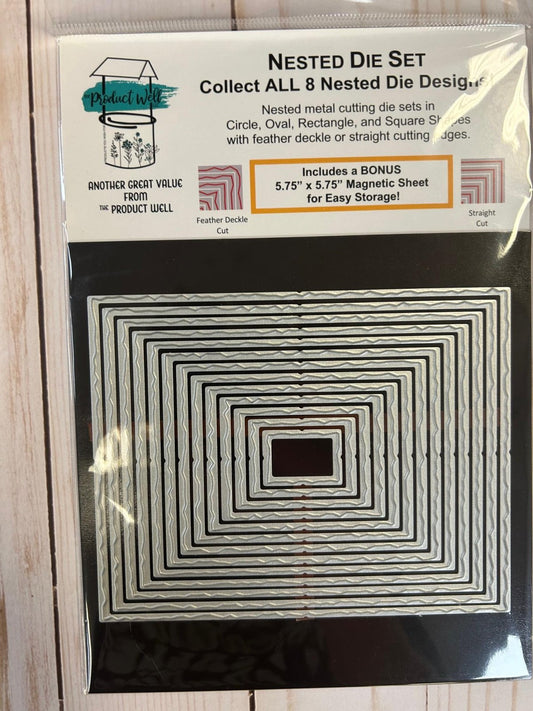 The Product Well
ANOTHER GREAT VALUE
FROM
THE PRODUCT WELL
NESTED DIE SET
Collect ALL 8 Nested Die Designs!
Nested metal cutting die sets in
Circle, Oval, Rectangle, and Square Shapes
with feather deckle or straight cutting edges.
Includes a BONUS
5.75” x 5.75” Magnetic Sheet
for Easy Storage!
Feather Deckle
Cut
Straight
Cut